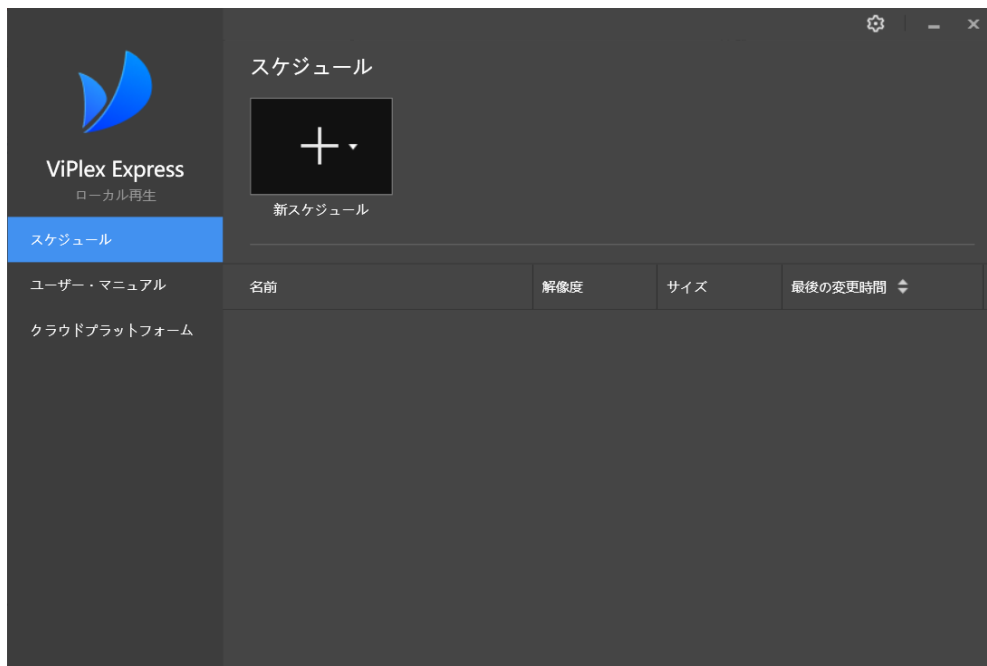 ViPlex Express
ローカル再生
スケジュール
ユーザー・マニュアル
クラウドプラットフォーム
スケジュール
新スケジュール
名前 解像度 サイズ 最後の変更時間